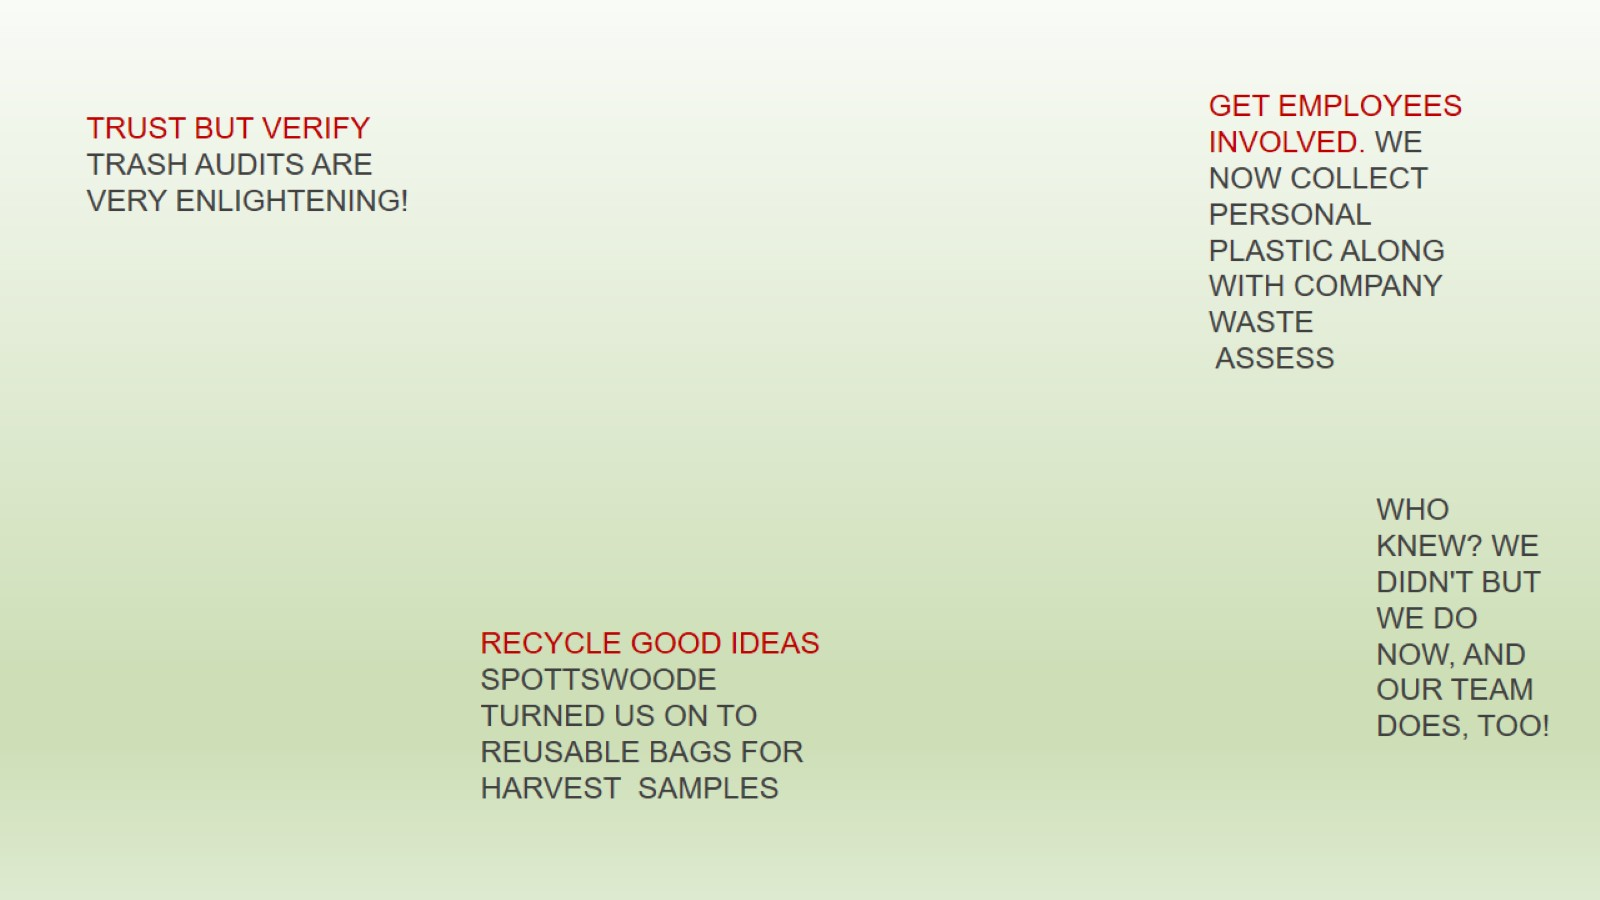 TRUST BUT VERIFY
TRASH AUDITS ARE
VERY ENLIGHTENING!
GET EMPLOYEES
INVOLVED. WE
NOW COLLECT
PERSONAL
PLASTIC ALONG
WITH COMPANY
WASTE
ASSESS
RECYCLE GOOD IDEAS
SPOTTSWOODE
TURNED US ON TO
REUSABLE BAGS FOR
HARVEST  SAMPLES
WHO
KNEW? WE
DIDN'T BUT
WE DO
NOW, AND
OUR TEAM
DOES, TOO!